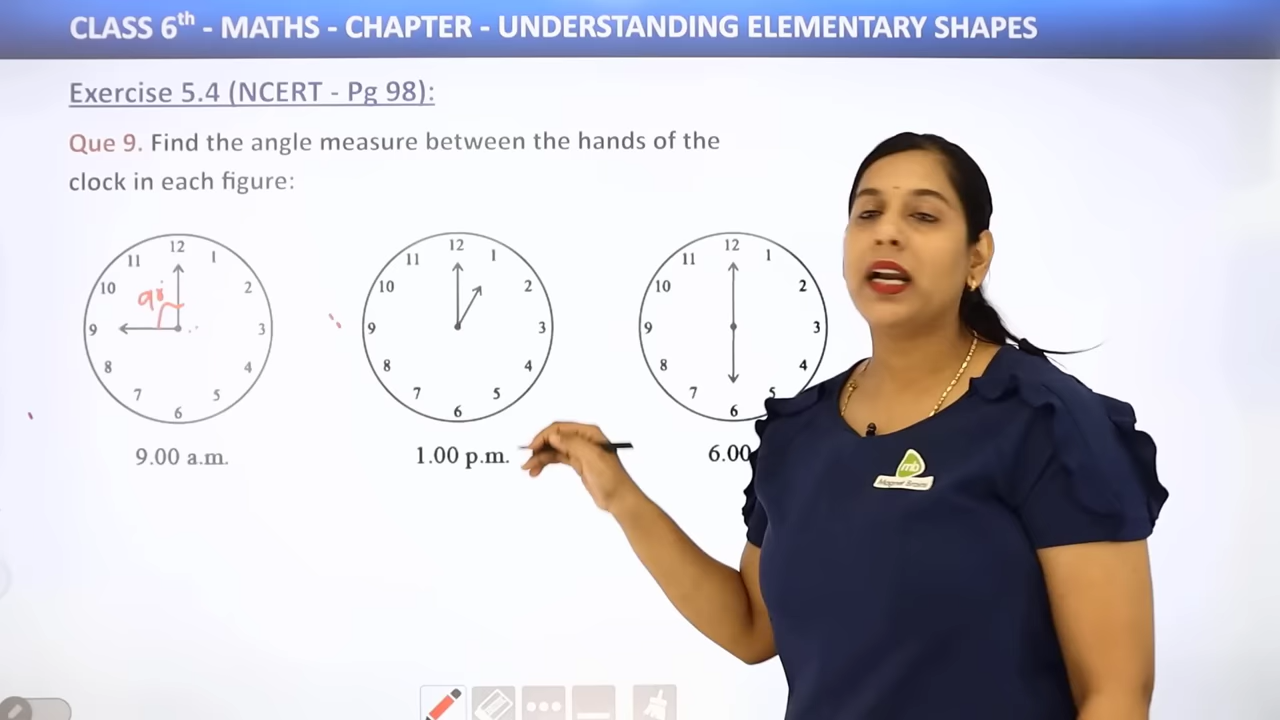 CLASS 6th - MATHS - CHAPTER - UNDERSTANDING ELEMENTARY SHAPES
Exercise 5.4 (NCERT - Pg 98):
Que 9. Find the angle measure between the hands of the
clock in each figure:
12
11 1
10 90° 2
9 3
8 4
7 5
6
9.00 a.m.
12
11 1
10 2
9 3
8 4
7 5
6
1.00 p.m.
12
11 1
10 2
9 3
8 4
7 5
6
6.00
mb
Magnet Brains